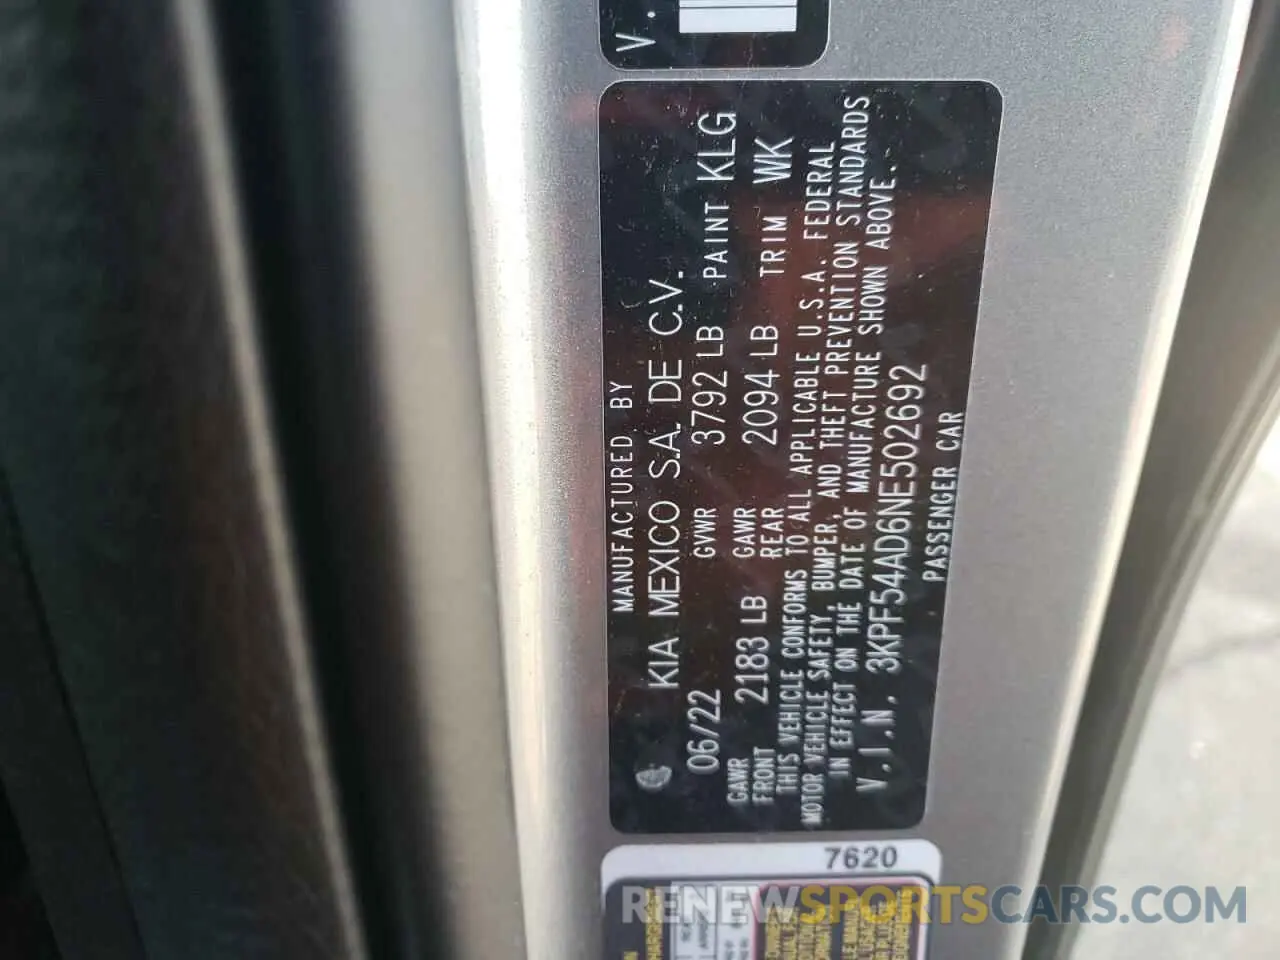 V.
MANUFACTURED BY
KIA MEXICO S.A. DE C.V.
06/22 GVWR 3792 LB PAINT KLG
GAWR FRONT 2183 LB GAWR REAR 2094 LB TRIM WK
THIS VEHICLE CONFORMS TO ALL APPLICABLE U.S.A. FEDERAL
MOTOR VEHICLE SAFETY, BUMPER, AND THEFT PREVENTION STANDARDS
IN EFFECT ON THE DATE OF MANUFACTURE SHOWN ABOVE.
V.I.N. 3KPF54AD6NE502692
PASSENGER CAR
7620
RENEWSPORTSCARS.COM